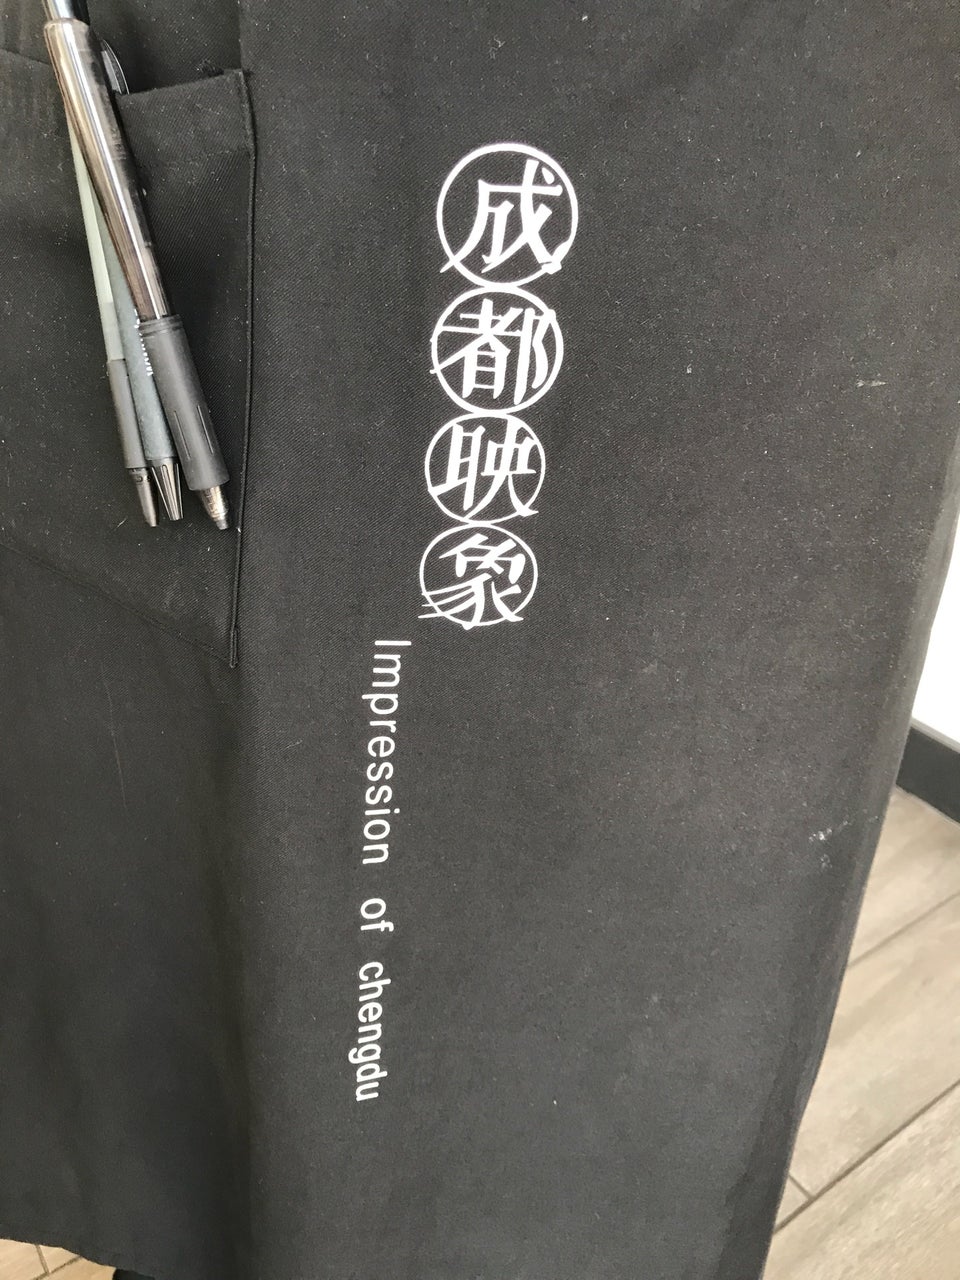 成都映象
Impression of chengdu